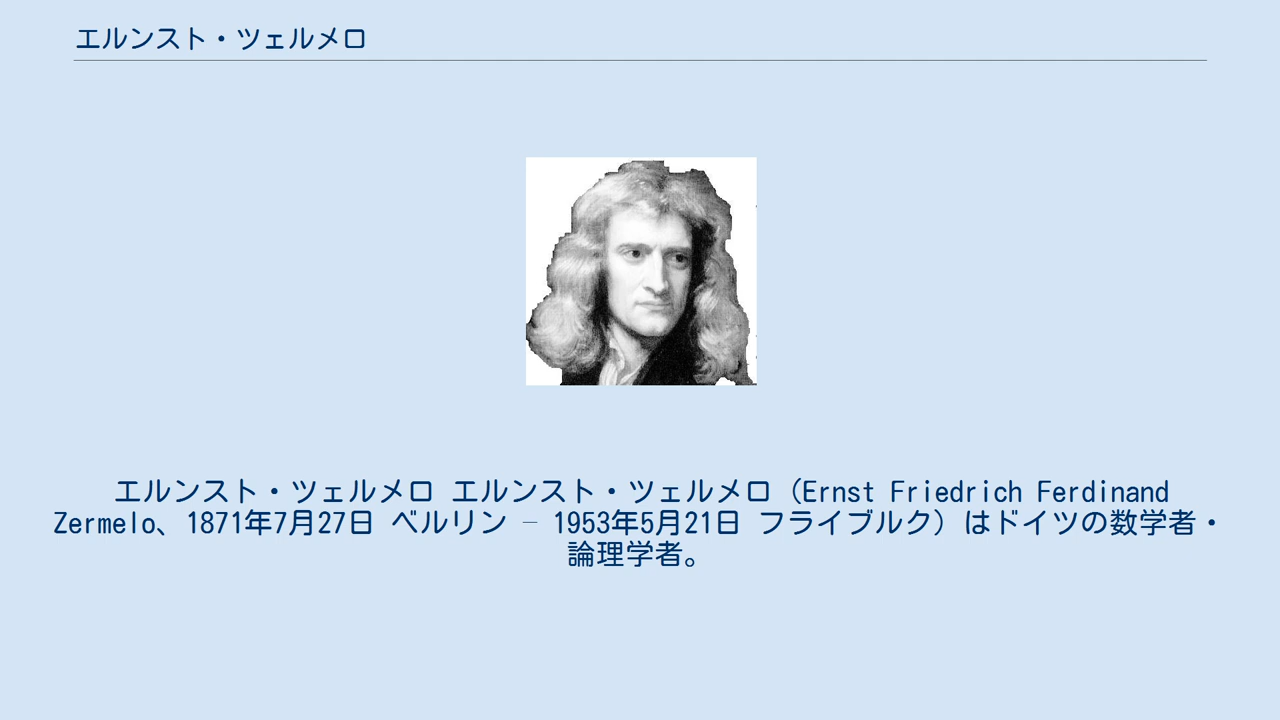 エルンスト・ツェルメロ
エルンスト・ツェルメロ エルンスト・ツェルメロ（Ernst Friedrich Ferdinand
Zermelo、1871年7月27日 ベルリン – 1953年5月21日 フライブルク）はドイツの数学者・
論理学者。